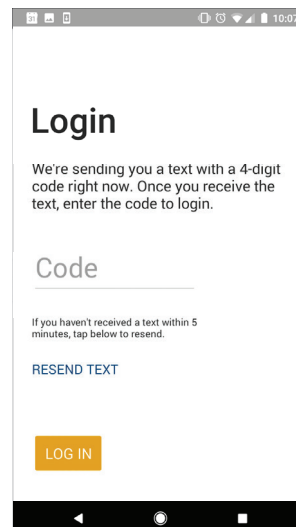 31
10:07
Login
We're sending you a text with a 4-digit
code right now. Once you receive the
text, enter the code to login.
Code
If you haven't received a text within 5
minutes, tap below to resend.
RESEND TEXT
LOG IN